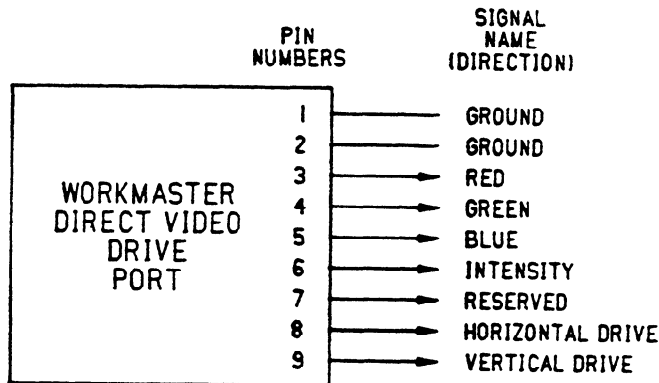 PIN
NUMBERS
SIGNAL
NAME
(DIRECTION)
WORKMASTER
DIRECT VIDEO
DRIVE
PORT
1 GROUND
2 GROUND
3 RED
4 GREEN
5 BLUE
6 INTENSITY
7 RESERVED
8 HORIZONTAL DRIVE
9 VERTICAL DRIVE